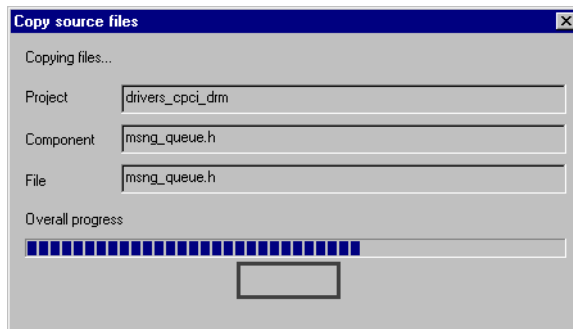 Copy source files
Copying files...
Project drivers_cpci_drm
Component msng_queue.h
File msng_queue.h
Overall progress